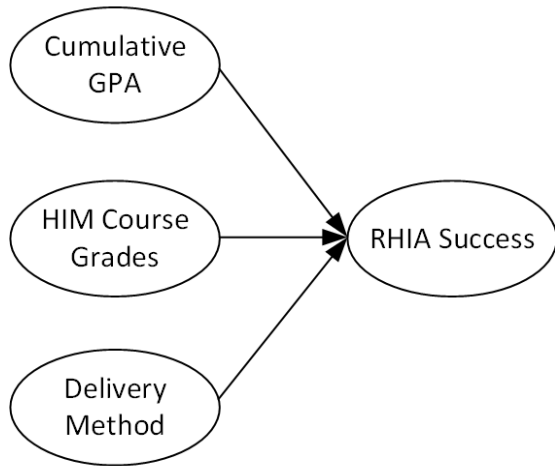 Cumulative
GPA
HIM Course
Grades
RHIA Success
Delivery
Method